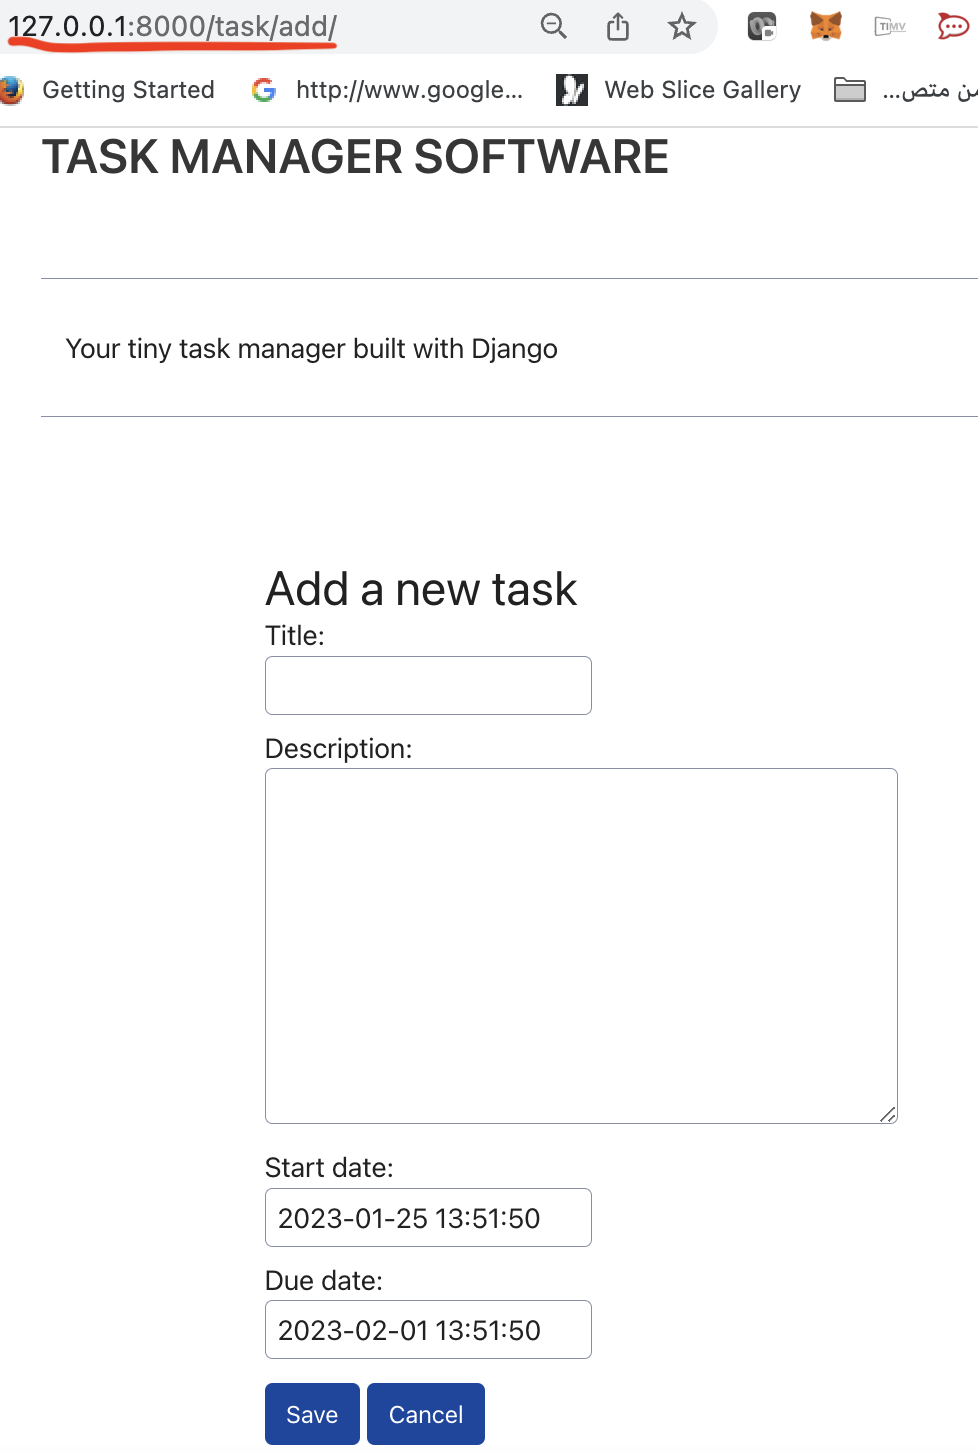 127.0.0.1:8000/task/add/
TIMV
Getting Started http://www.google... Web Slice Gallery من متص...
TASK MANAGER SOFTWARE
Your tiny task manager built with Django
Add a new task
Title:
Description:
Start date:
2023-01-25 13:51:50
Due date:
2023-02-01 13:51:50
Save Cancel